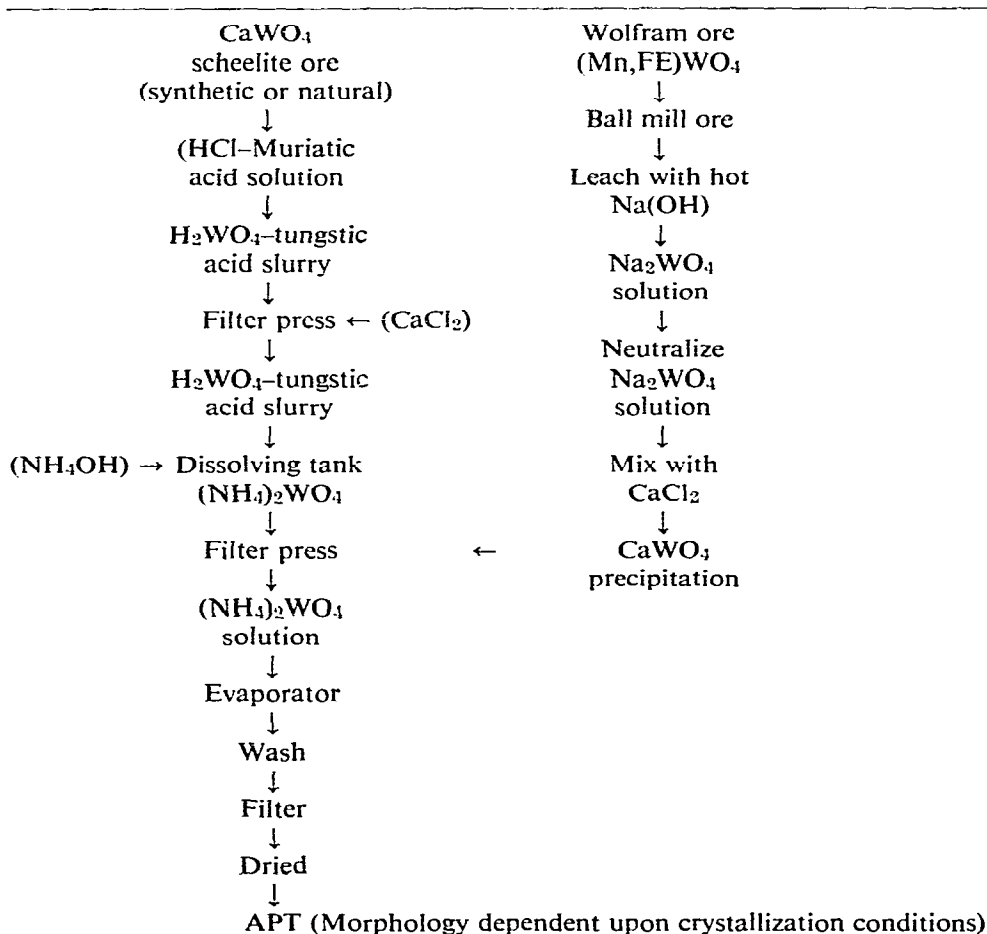 CaWO₄
scheelite ore
(synthetic or natural)
↓
(HCl–Muriatic
acid solution
↓
H₂WO₄–tungstic
acid slurry
↓
Filter press ← (CaCl₂)
↓
H₂WO₄–tungstic
acid slurry
↓
(NH₄OH) → Dissolving tank
(NH₄)₂WO₄
↓
Filter press ←
↓
(NH₄)₂WO₄
solution
↓
Evaporator
↓
Wash
↓
Filter
↓
Dried
↓
APT (Morphology dependent upon crystallization conditions)
Wolfram ore
(Mn,FE)WO₄
↓
Ball mill ore
↓
Leach with hot
Na(OH)
↓
Na₂WO₄
solution
↓
Neutralize
Na₂WO₄
solution
↓
Mix with
CaCl₂
↓
CaWO₄
precipitation